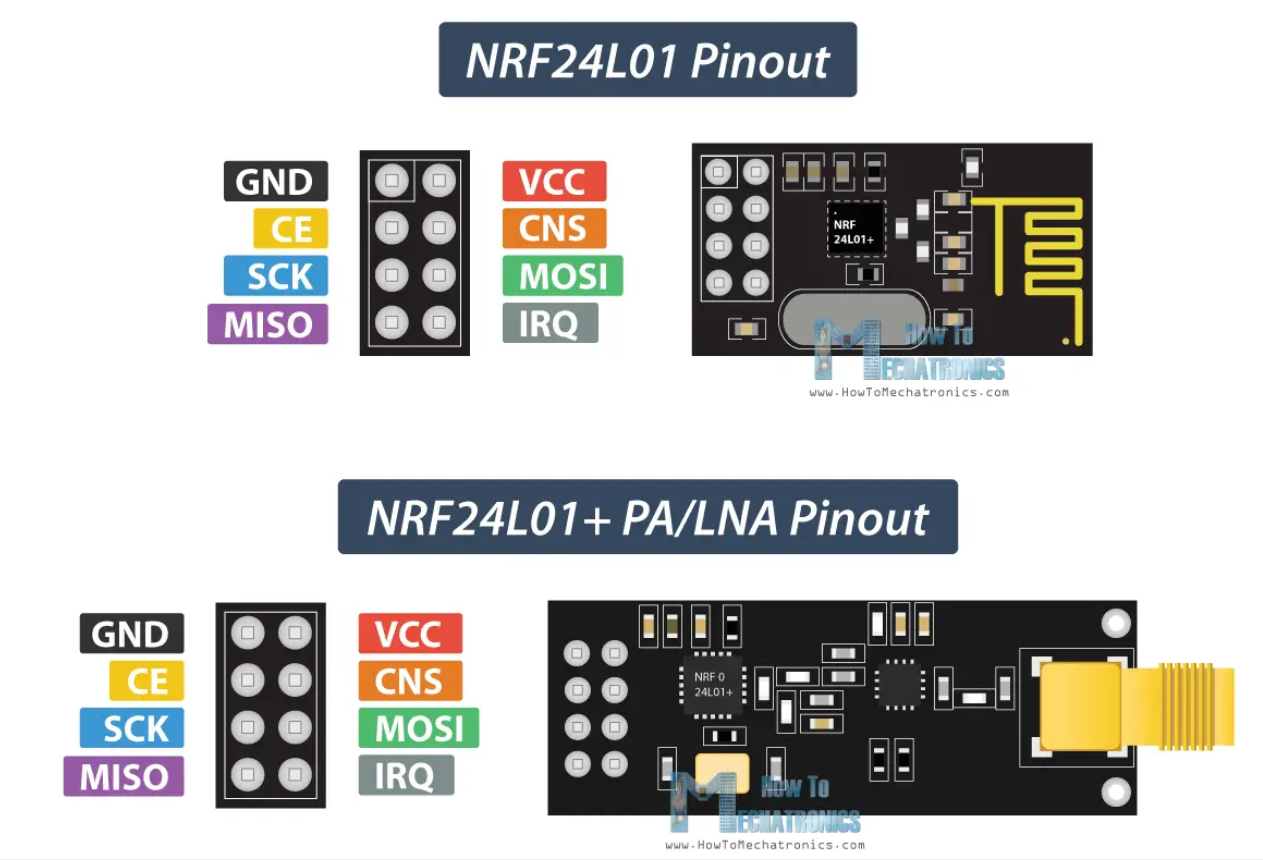 NRF24L01 Pinout
GND VCC
CE CNS
SCK MOSI
MISO IRQ
NRF
24L01+
How To
MECHATRONICS
www.HowToMechatronics.com
NRF24L01+ PA/LNA Pinout
GND VCC
CE CNS
SCK MOSI
MISO IRQ
NRF 0
24L01+
How To
MECHATRONICS
www.HowToMechatronics.com